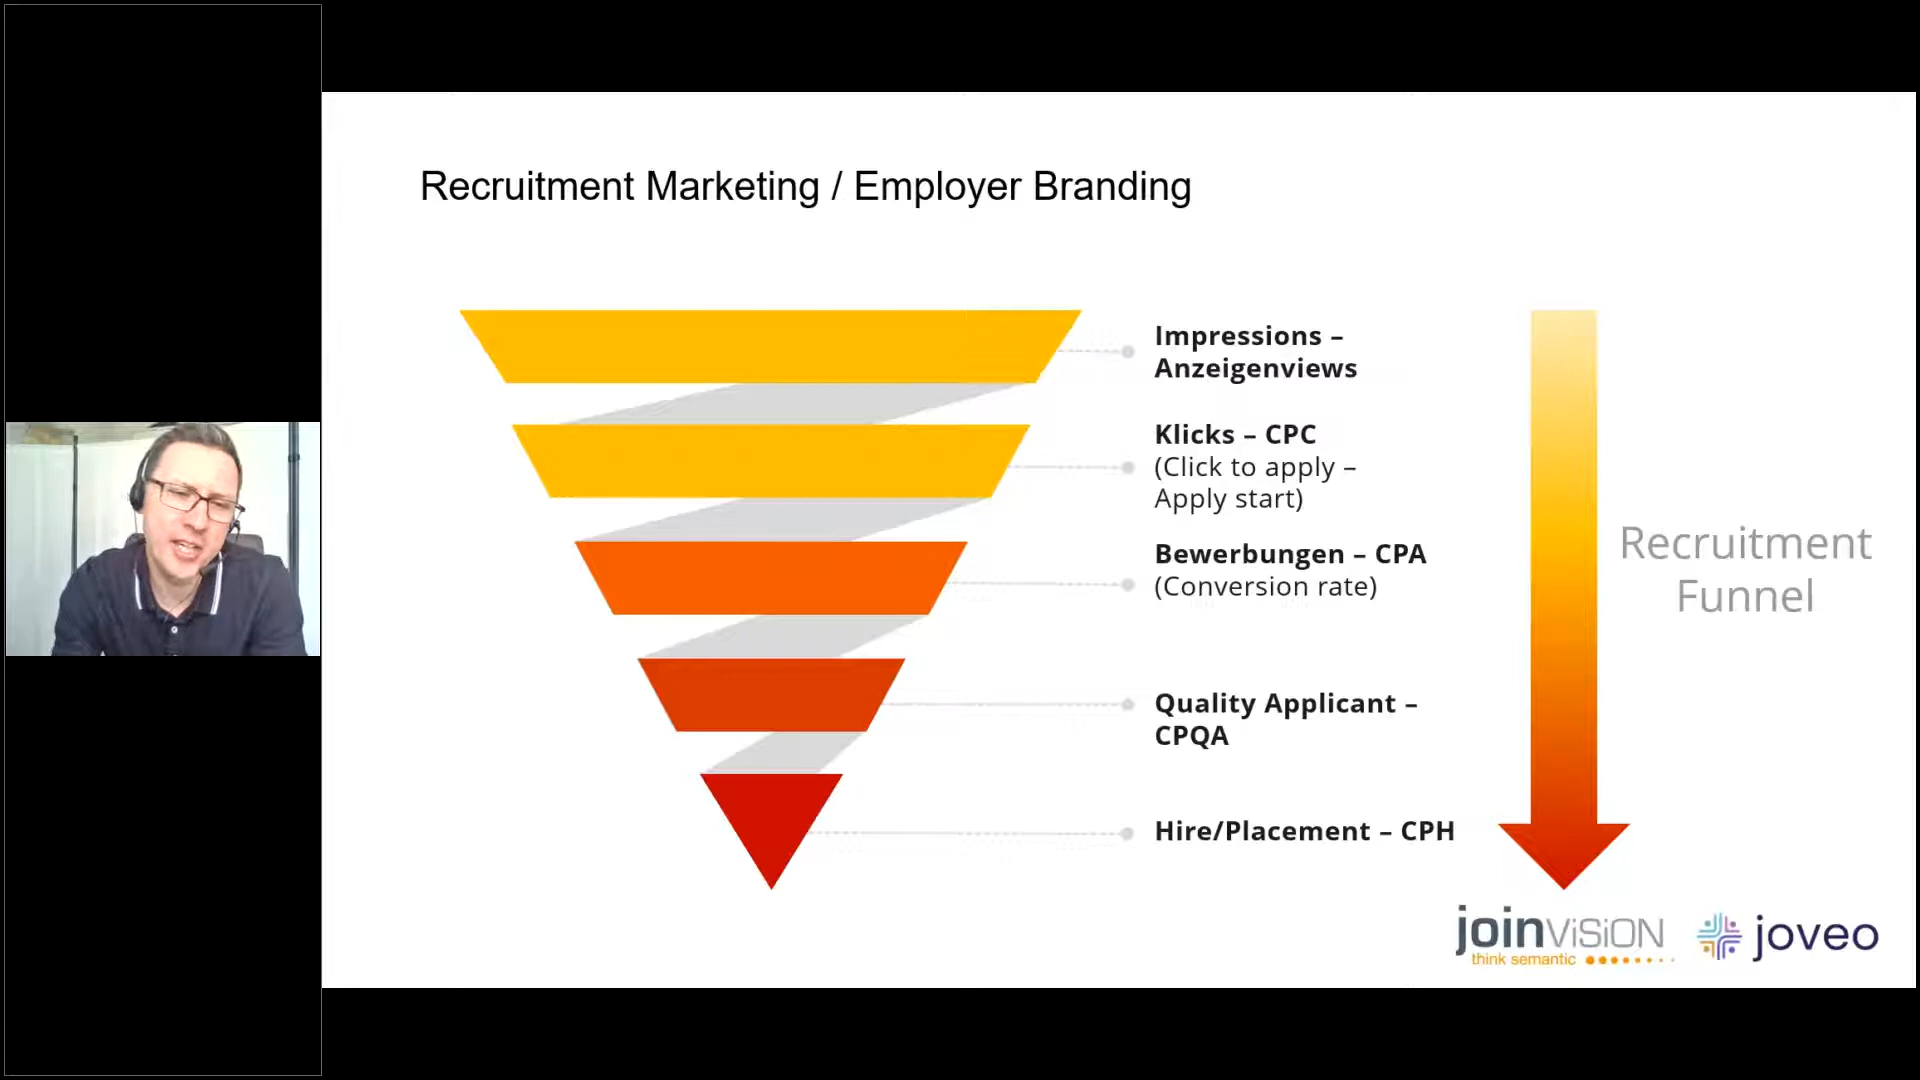 Recruitment Marketing / Employer Branding
Impressions –
Anzeigenviews
Klicks – CPC
(Click to apply –
Apply start)
Bewerbungen – CPA
(Conversion rate)
Quality Applicant –
CPQA
Hire/Placement – CPH
Recruitment
Funnel
joinvision
think semantic
joveo